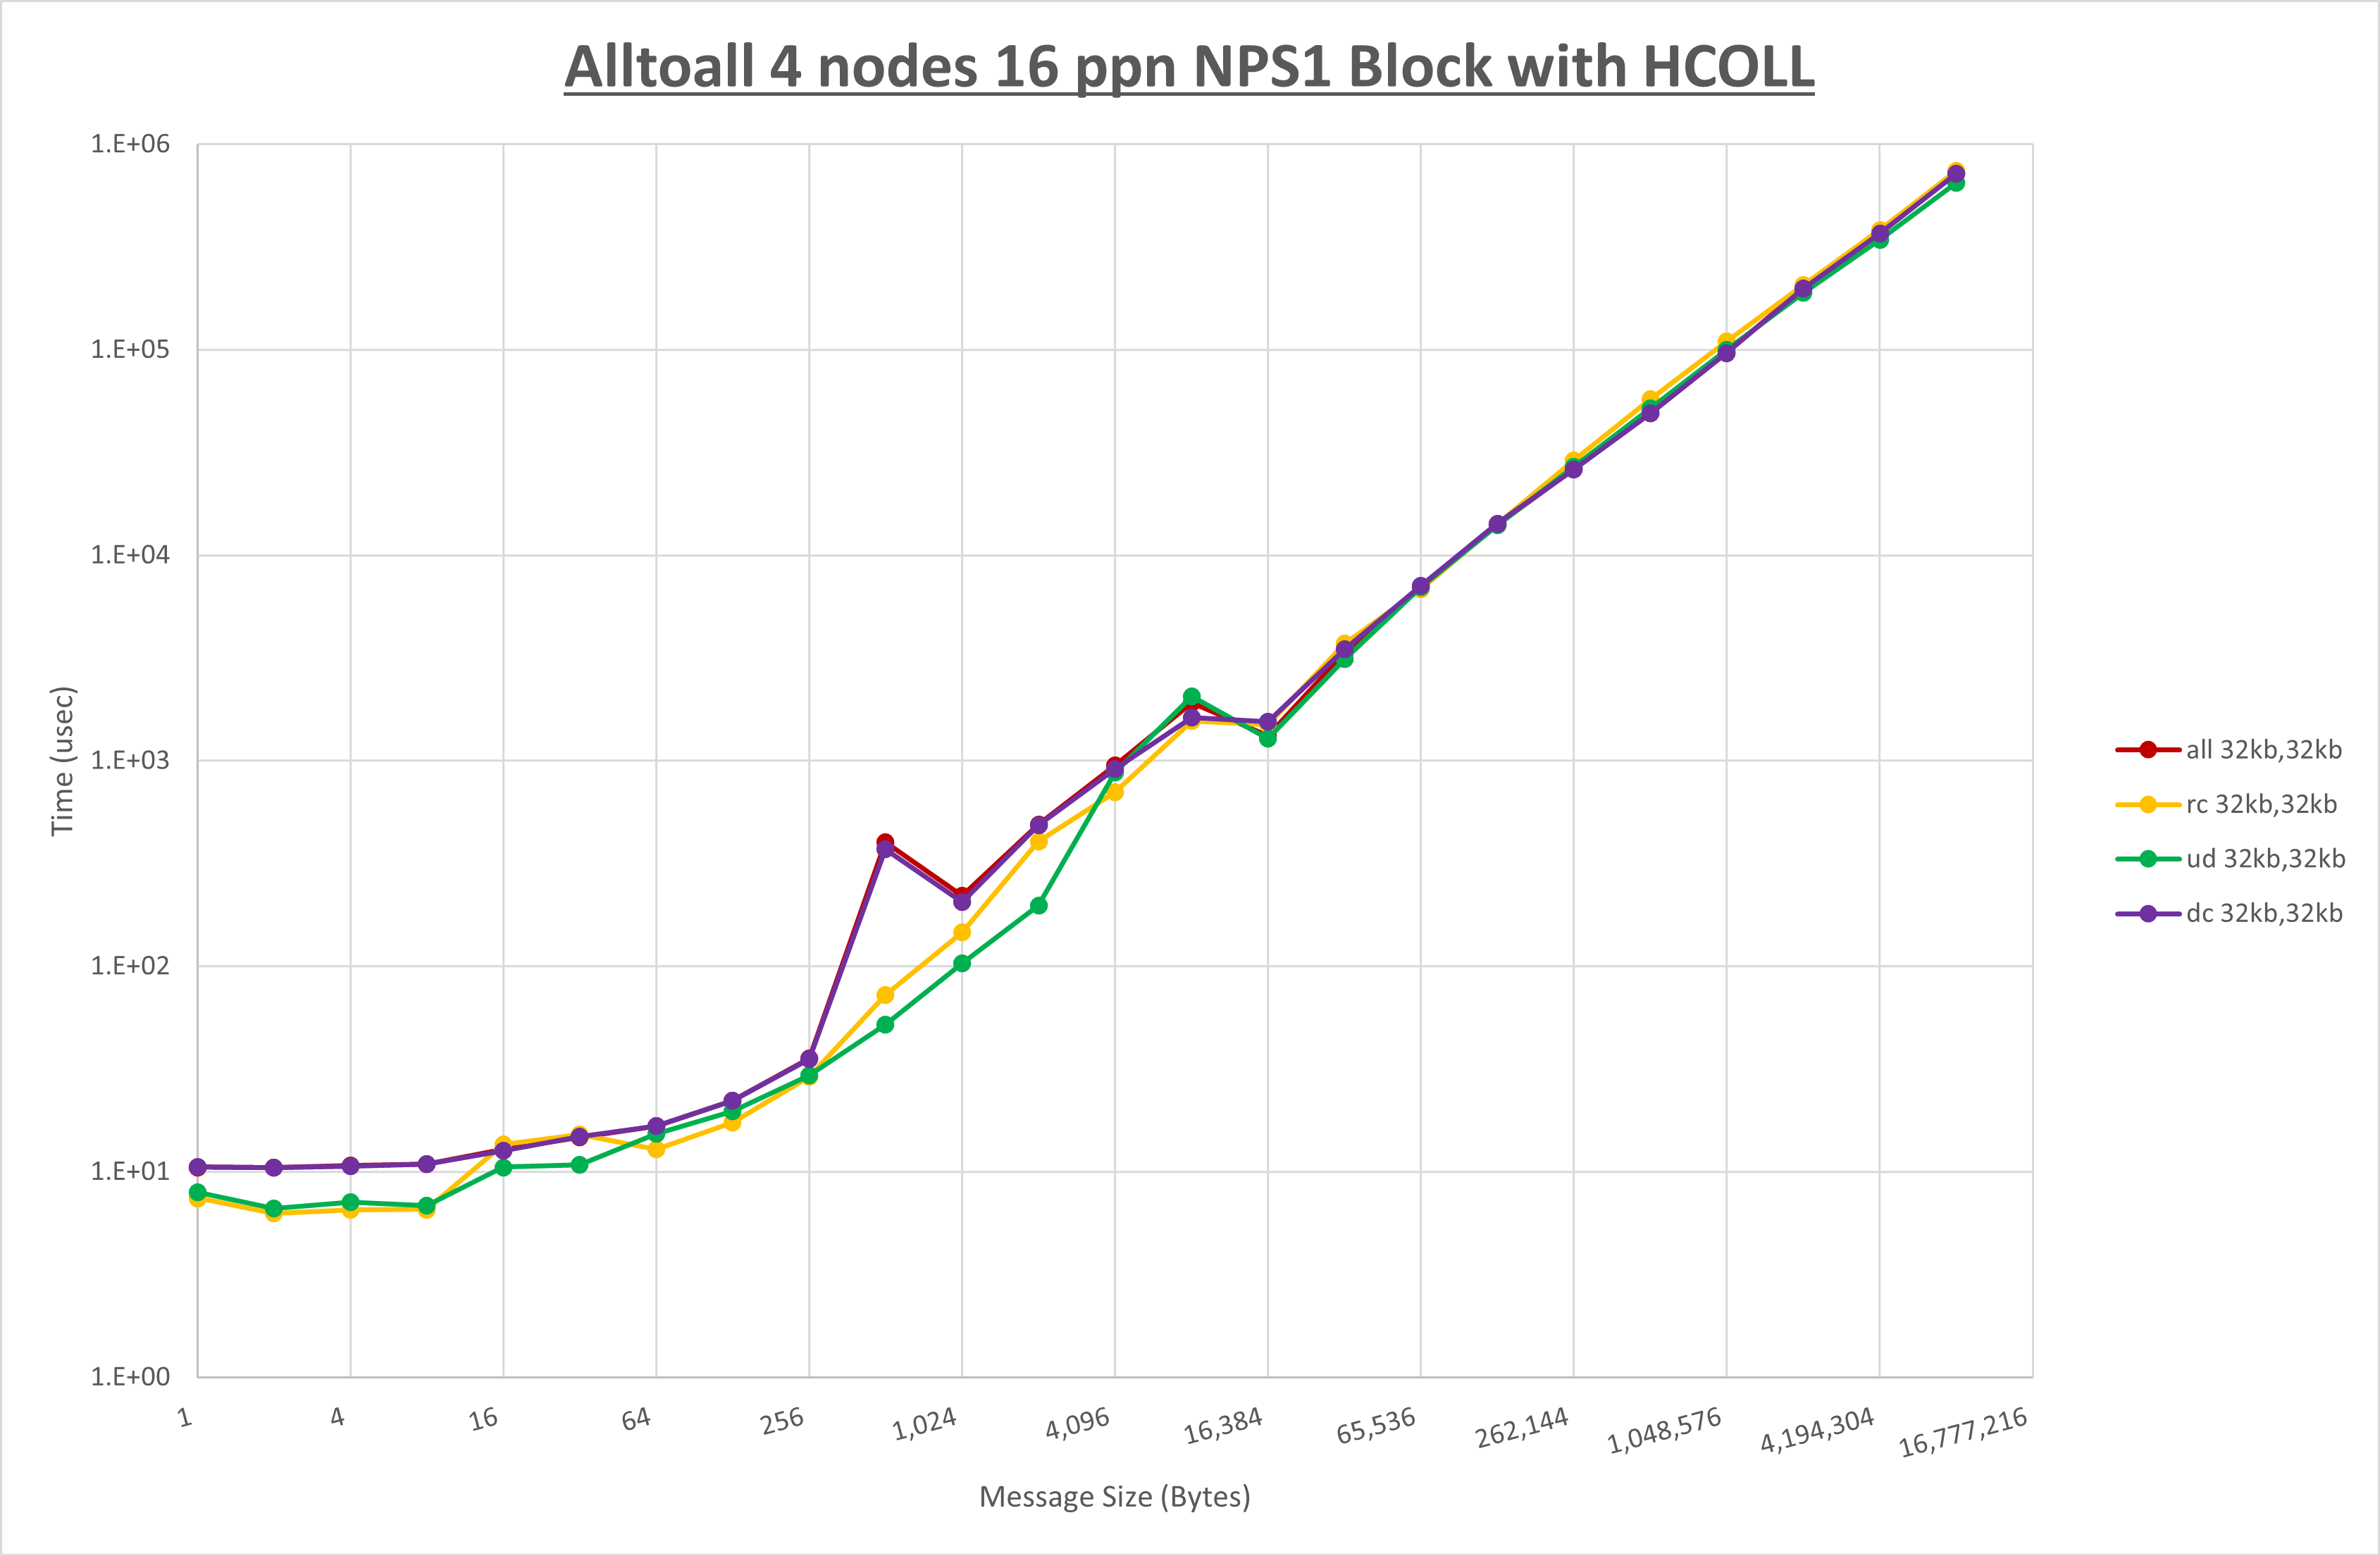 Alltoall 4 nodes 16 ppn NPS1 Block with HCOLL
1.E+06
1.E+05
1.E+04
1.E+03
1.E+02
1.E+01
1.E+00
Time (usec)
1
4
16
64
256
1,024
4,096
16,384
65,536
262,144
1,048,576
4,194,304
16,777,216
Message Size (Bytes)
all 32kb,32kb
rc 32kb,32kb
ud 32kb,32kb
dc 32kb,32kb